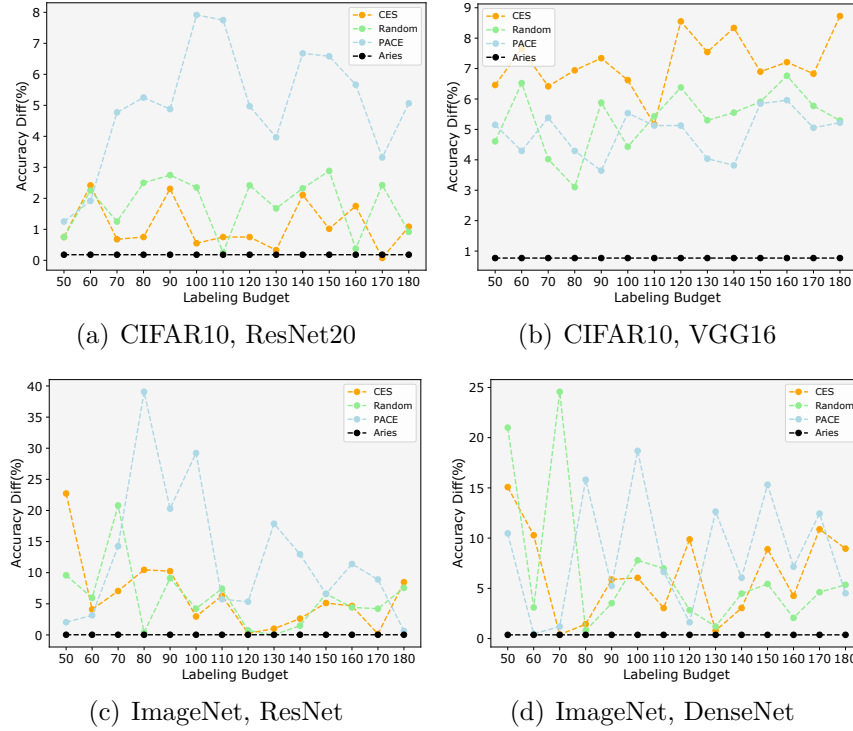 8
7
6
5
4
3
2
1
0
Accuracy Diff(%)
CES
Random
PACE
Aries
50 60 70 80 90 100 110 120 130 140 150 160 170 180
Labeling Budget
(a) CIFAR10, ResNet20
9
8
7
6
5
4
3
2
1
Accuracy Diff(%)
CES
Random
PACE
Aries
50 60 70 80 90 100 110 120 130 140 150 160 170 180
Labeling Budget
(b) CIFAR10, VGG16
40
35
30
25
20
15
10
5
0
Accuracy Diff(%)
CES
Random
PACE
Aries
50 60 70 80 90 100 110 120 130 140 150 160 170 180
Labeling Budget
(c) ImageNet, ResNet
25
20
15
10
5
0
Accuracy Diff(%)
CES
Random
PACE
Aries
50 60 70 80 90 100 110 120 130 140 150 160 170 180
Labeling Budget
(d) ImageNet, DenseNet